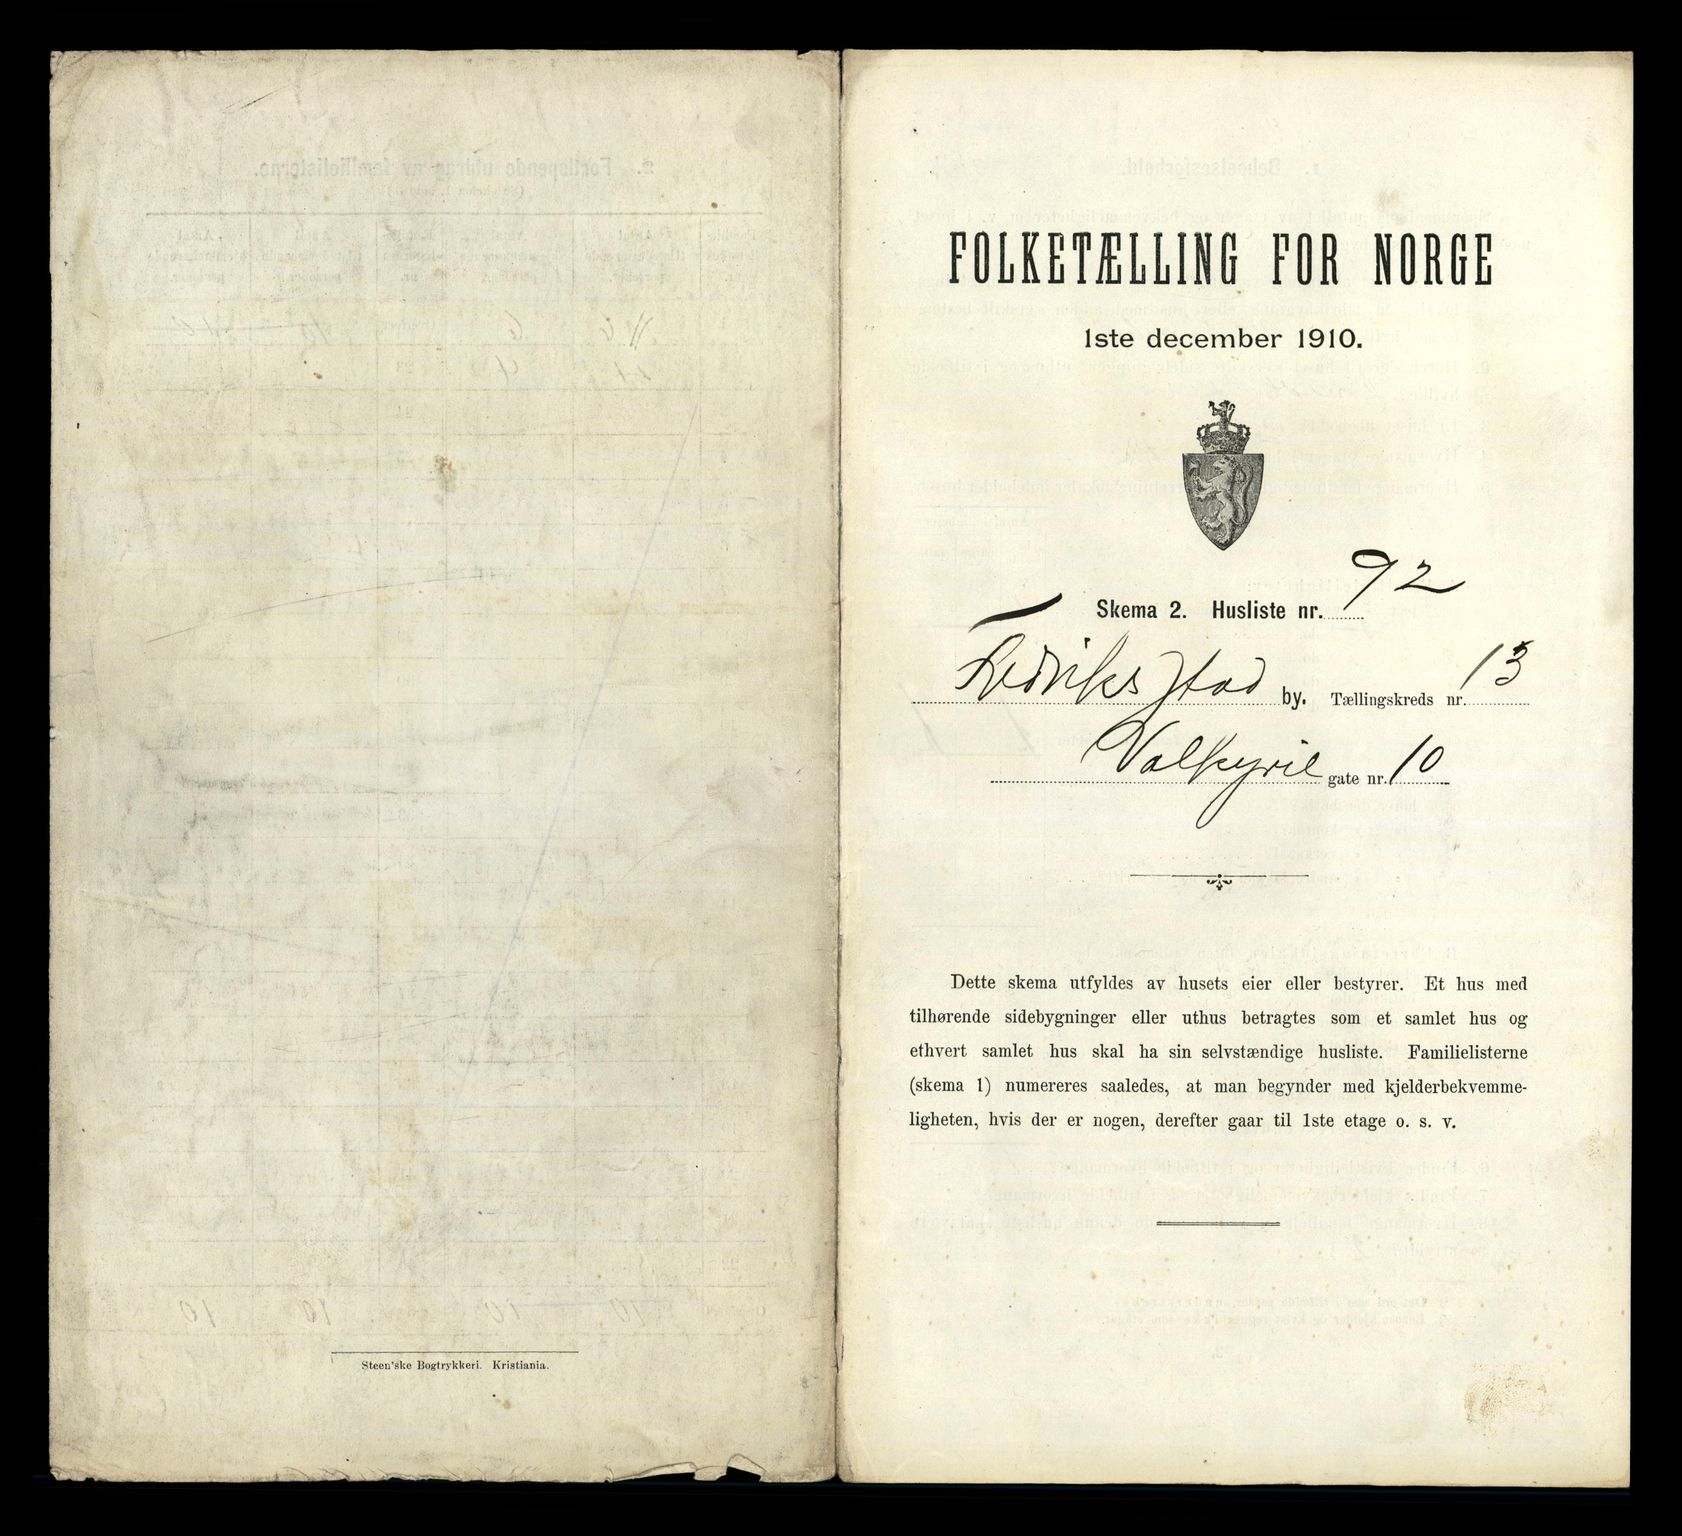 FOLKETÆLLING FOR NORGE
1ste december 1910.
Skema 2. Husliste nr. 92
Fredriksstad by. Tællingskreds nr. 13
Valkyrie gate nr. 10
Dette skema utfyldes av husets eier eller bestyrer. Et hus med
tilhørende sidebygninger eller uthus betragtes som et samlet hus og
ethvert samlet hus skal ha sin selvstændige husliste. Familielisterne
(skema 1) numereres saaledes, at man begynder med kjelderbekvemme-
ligheten, hvis der er nogen, derefter gaar til 1ste etage o. s. v.
Steen'ske Bogtrykkeri. Kristiania.